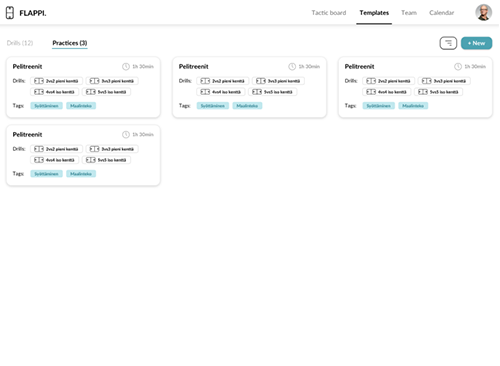 FLAPPI.
Tactic board Templates Team Calendar
Drills (12) Practices (3) + New
Pelitreenit 1h 30min
Drills: 2vs2 pieni kenttä 3vs3 pieni kenttä
4vs4 iso kenttä 5vs5 iso kenttä
Tags: Syöttäminen Maalinteko
Pelitreenit 1h 30min
Drills: 2vs2 pieni kenttä 3vs3 pieni kenttä
4vs4 iso kenttä 5vs5 iso kenttä
Tags: Syöttäminen Maalinteko
Pelitreenit 1h 30min
Drills: 2vs2 pieni kenttä 3vs3 pieni kenttä
4vs4 iso kenttä 5vs5 iso kenttä
Tags: Syöttäminen Maalinteko
Pelitreenit 1h 30min
Drills: 2vs2 pieni kenttä 3vs3 pieni kenttä
4vs4 iso kenttä 5vs5 iso kenttä
Tags: Syöttäminen Maalinteko